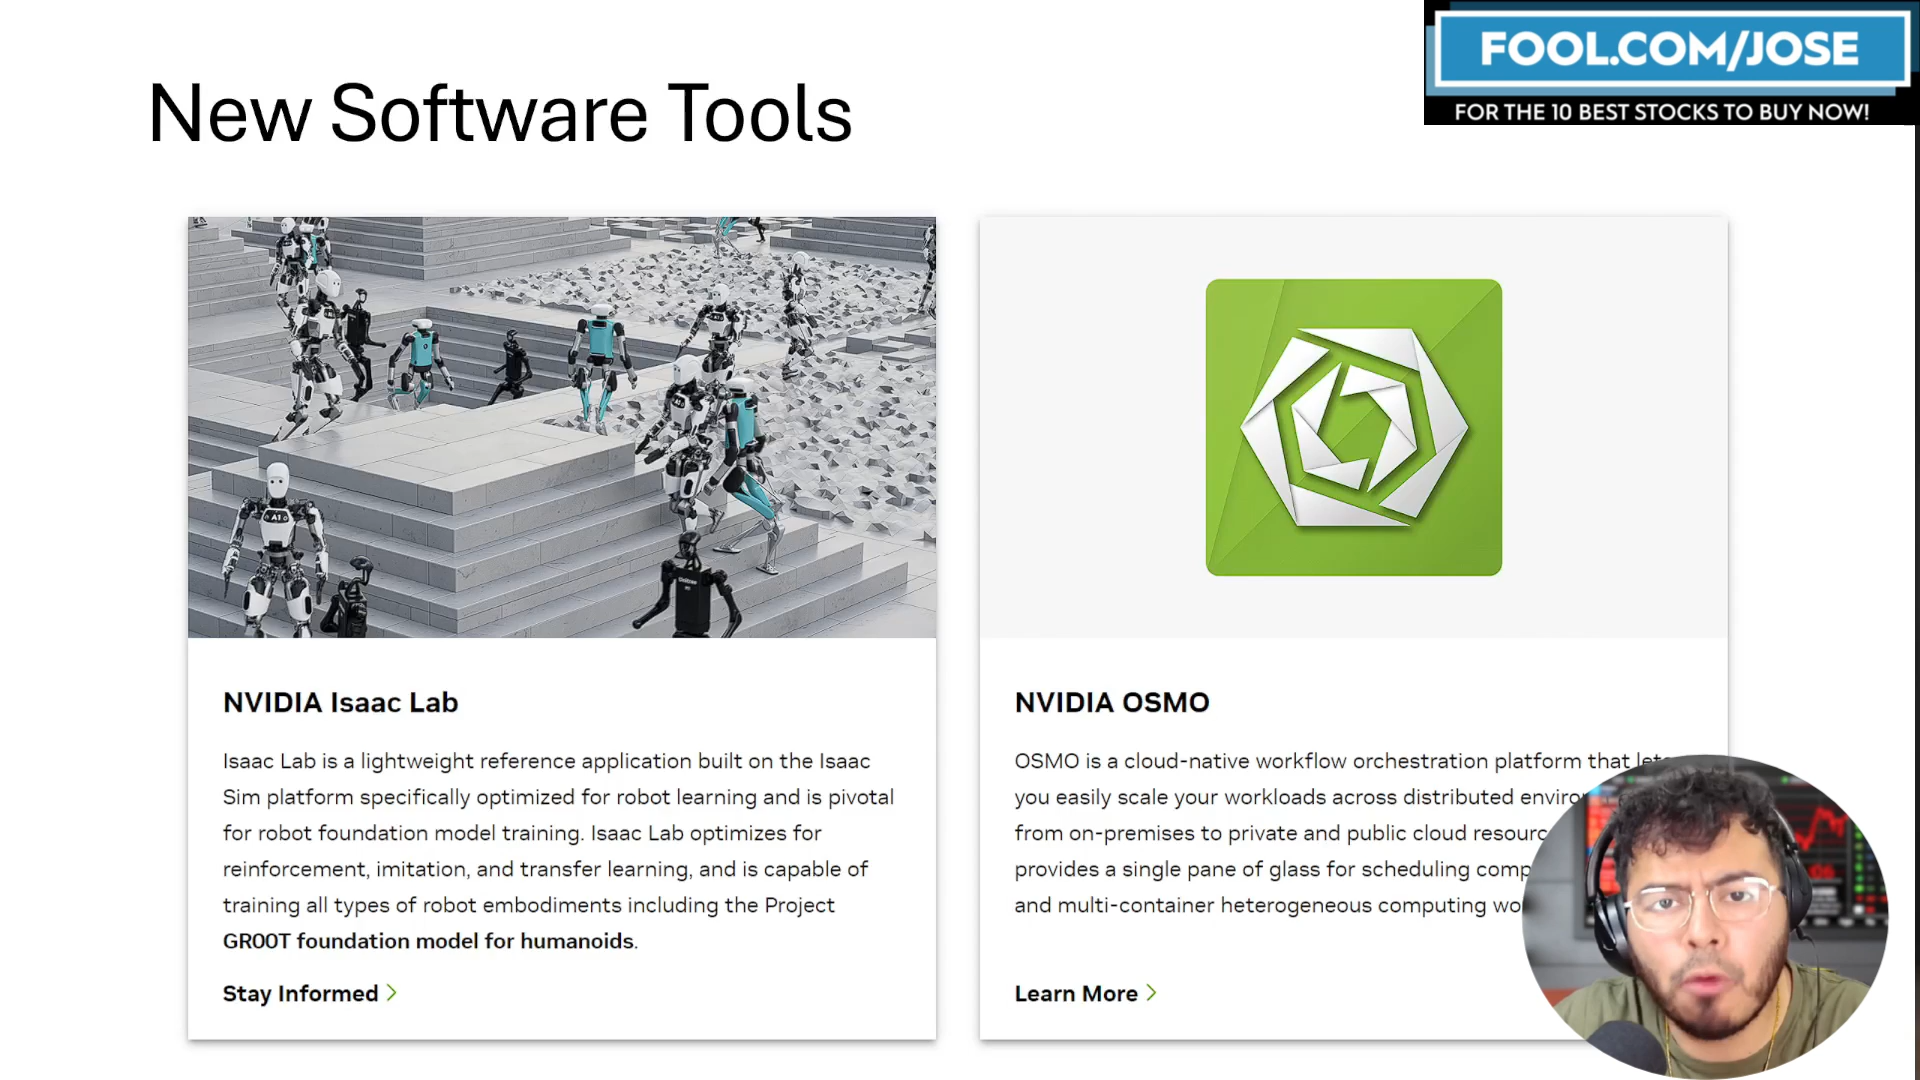 FOOL.COM/JOSE
FOR THE 10 BEST STOCKS TO BUY NOW!
New Software Tools
NVIDIA Isaac Lab
Isaac Lab is a lightweight reference application built on the Isaac
Sim platform specifically optimized for robot learning and is pivotal
for robot foundation model training. Isaac Lab optimizes for
reinforcement, imitation, and transfer learning, and is capable of
training all types of robot embodiments including the Project
GR00T foundation model for humanoids.
Stay Informed
NVIDIA OSMO
OSMO is a cloud-native workflow orchestration platform that lets
you easily scale your workloads across distributed
from on-premises to private and public cloud
provides a single pane of glass for scheduling
and multi-container heterogeneous computing
Learn More